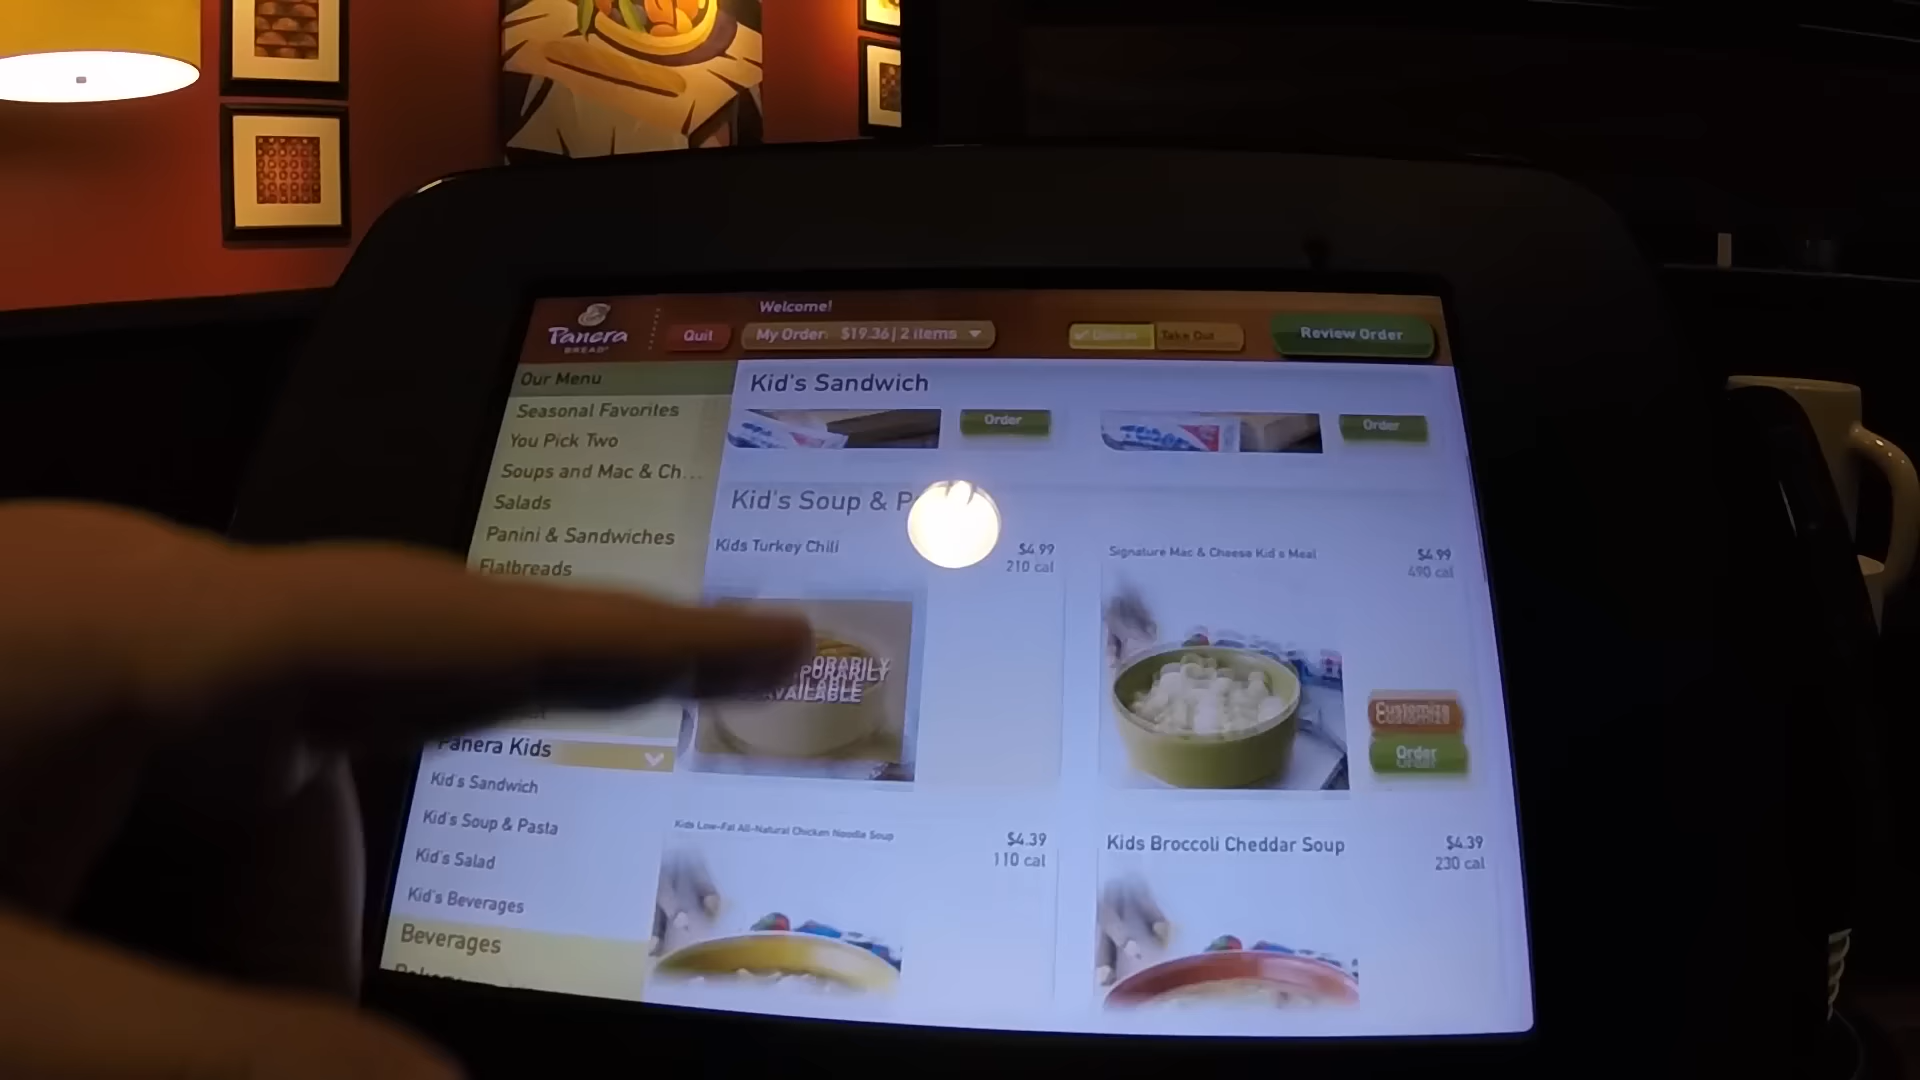 Welcome!
Panera
BREAD
Quit
My Order: $19.36 | 2 items
Take Out
Review Order
Our Menu
Seasonal Favorites
You Pick Two
Soups and Mac & Ch...
Salads
Panini & Sandwiches
Flatbreads
Panera Kids
Kid's Sandwich
Kid's Soup & Pasta
Kid's Salad
Kid's Beverages
Beverages
Kid's Sandwich
Order
Order
Kid's Soup & P
Kids Turkey Chili
$4.99
210 cal
ORARILY
AVAILABLE
Signature Mac & Cheese Kid's Meal
$4.99
490 cal
Customize
Order
Kids Low-Fat All-Natural Chicken Noodle Soup
$4.39
110 cal
Kids Broccoli Cheddar Soup
$4.39
230 cal